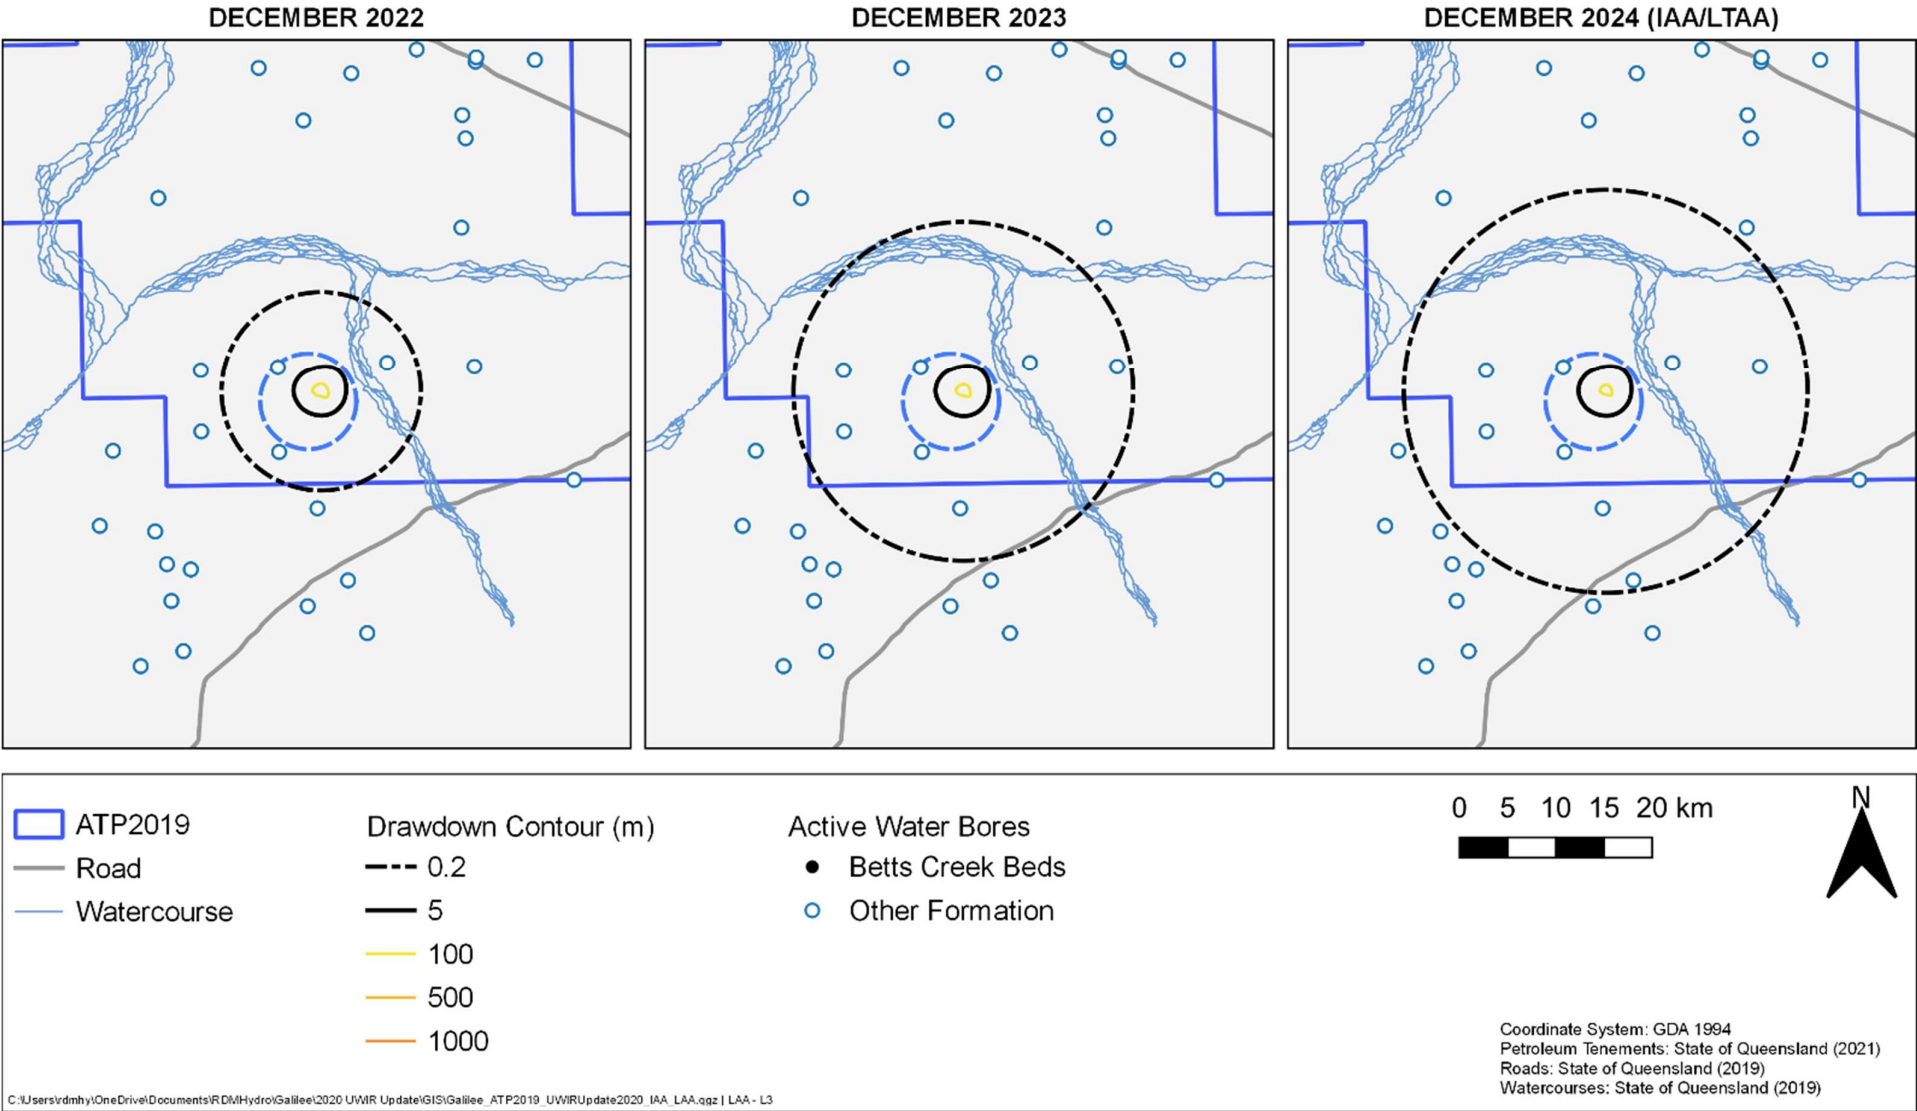 DECEMBER 2022
DECEMBER 2023
DECEMBER 2024 (IAA/LTAA)
ATP2019
Road
Watercourse
Drawdown Contour (m)
0.2
5
100
500
1000
Active Water Bores
Betts Creek Beds
Other Formation
0 5 10 15 20 km
N
Coordinate System: GDA 1994
Petroleum Tenements: State of Queensland (2021)
Roads: State of Queensland (2019)
Watercourses: State of Queensland (2019)
C:\Users\rdmhy\OneDrive\Documents\RDMHydro\Galilee\2020 UWIR Update\GIS\Galilee_ATP2019_UWIRUpdate2020_IAA_LAA.qgz | LAA - L3